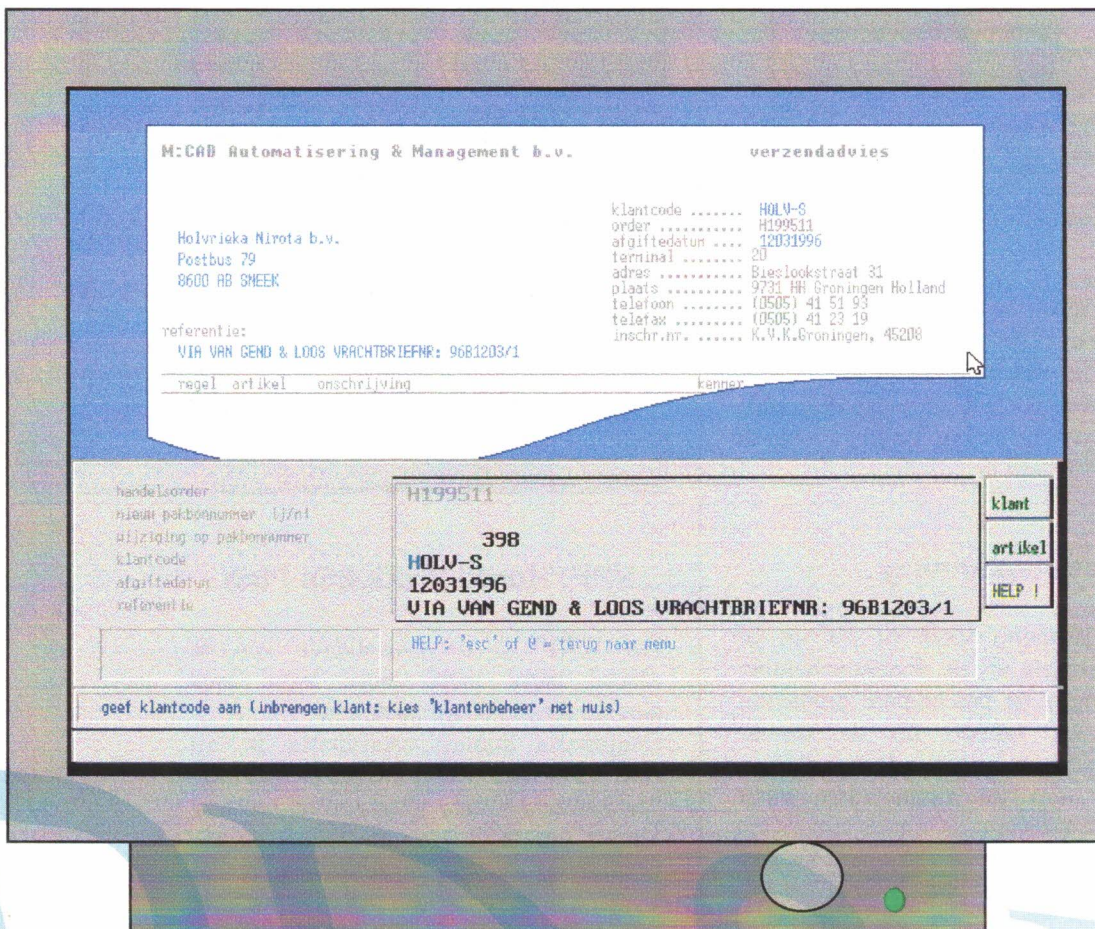 M:CAD Automatisering & Management b.v. verzendadvies
klantcode ....... HOLV-S
order ........... H199511
afgiftedatum .... 12031996
terminal ........ 20
adres ........... Bieslookstraat 31
plaats .......... 9731 HH Groningen Holland
telefoon ........ (0505) 41 51 93
telefax ......... (0505) 41 23 19
inschr.nr. ...... K.V.K.Groningen, 45208
Holvrieka Nirota b.v.
Postbus 79
8600 AB SNEEK
referentie:
VIA VAN GEND & LOOS VRACHTBRIEFNR: 96B1203/1
regel artikel omschrijving kenmer
handelsorder H199511
nieuw pakbonnummer (j/n)
wijziging op pakbonnummer 398
klantcode HOLV-S
afgiftedatum 12031996
referentie VIA VAN GEND & LOOS VRACHTBRIEFNR: 96B1203/1
klant
artikel
HELP !
HELP: 'esc' of @ = terug naar menu
geef klantcode aan (inbrengen klant: kies 'klantenbeheer' met muis)